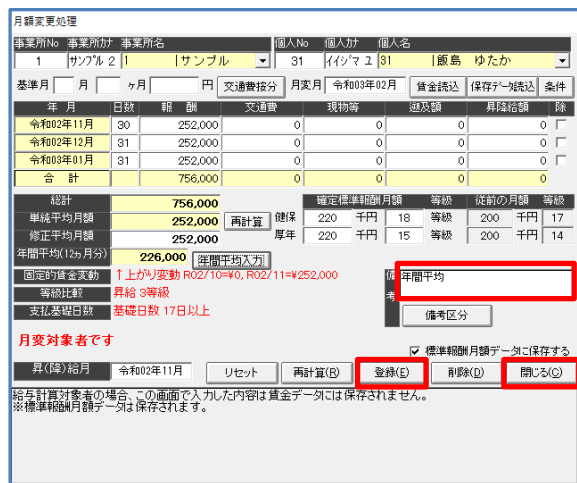 月額変更処理
事業所No 事業所カナ 事業所名 個人No 個人カナ 個人名
1 サンプル 2 1 |サンプル 31 イイジマ ユ 31 |飯島 ゆたか
基準月 月 ヶ月 円 交通費按分 月変月 令和03年02月 賃金読込 保存データ読込 条件
年 月 日数 報 酬 交通費 現物等 遡及額 昇降給額 除
令和02年11月 30 252,000 0 0 0 0
令和02年12月 31 252,000 0 0 0 0
令和03年01月 31 252,000 0 0 0 0
合 計 756,000 0 0 0 0
総計 756,000 確定標準報酬月額 等級 従前の月額 等級
単純平均月額 252,000 再計算 健保 220 千円 18 等級 200 千円 17
修正平均月額 252,000 厚年 220 千円 15 等級 200 千円 14
年間平均(12ヵ月分) 226,000 年間平均入力
固定的賃金変動 ↑上がり変動 R02/10=¥0, R02/11=¥252,000 備考 年間平均
等級比較 昇給 3等級
支払基礎日数 基礎日数 17日以上 備考区分
月変対象者です
標準報酬月額データに保存する
昇(降)給月 令和02年11月 リセット 再計算(R) 登録(E) 削除(D) 閉じる(C)
給与計算対象者の場合、この画面で入力した内容は賃金データには保存されません。
※標準報酬月額データは保存されます。